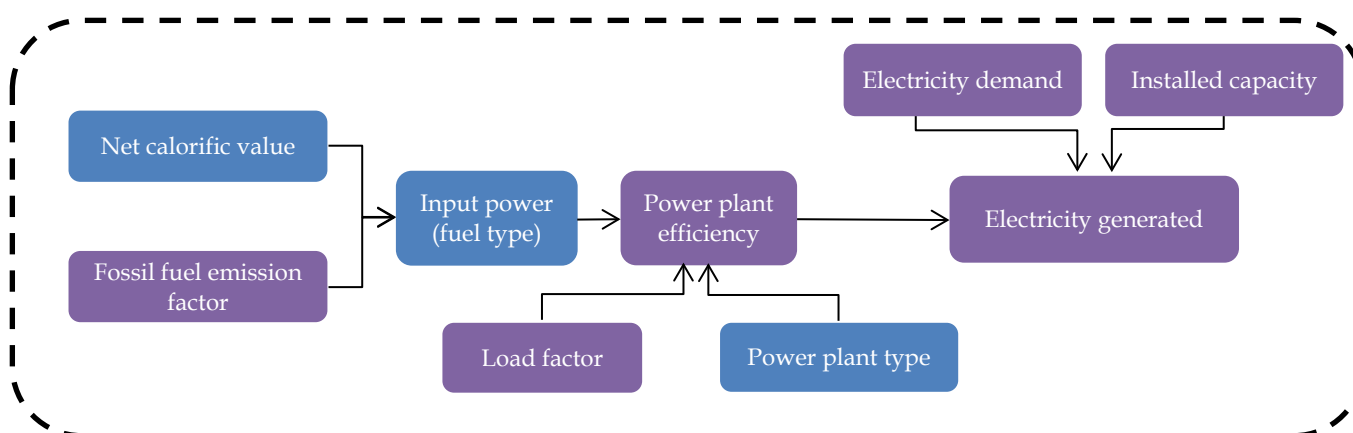 Electricity demand
Installed capacity
Net calorific value
Input power
(fuel type)
Power plant
efficiency
Electricity generated
Fossil fuel emission
factor
Load factor
Power plant type